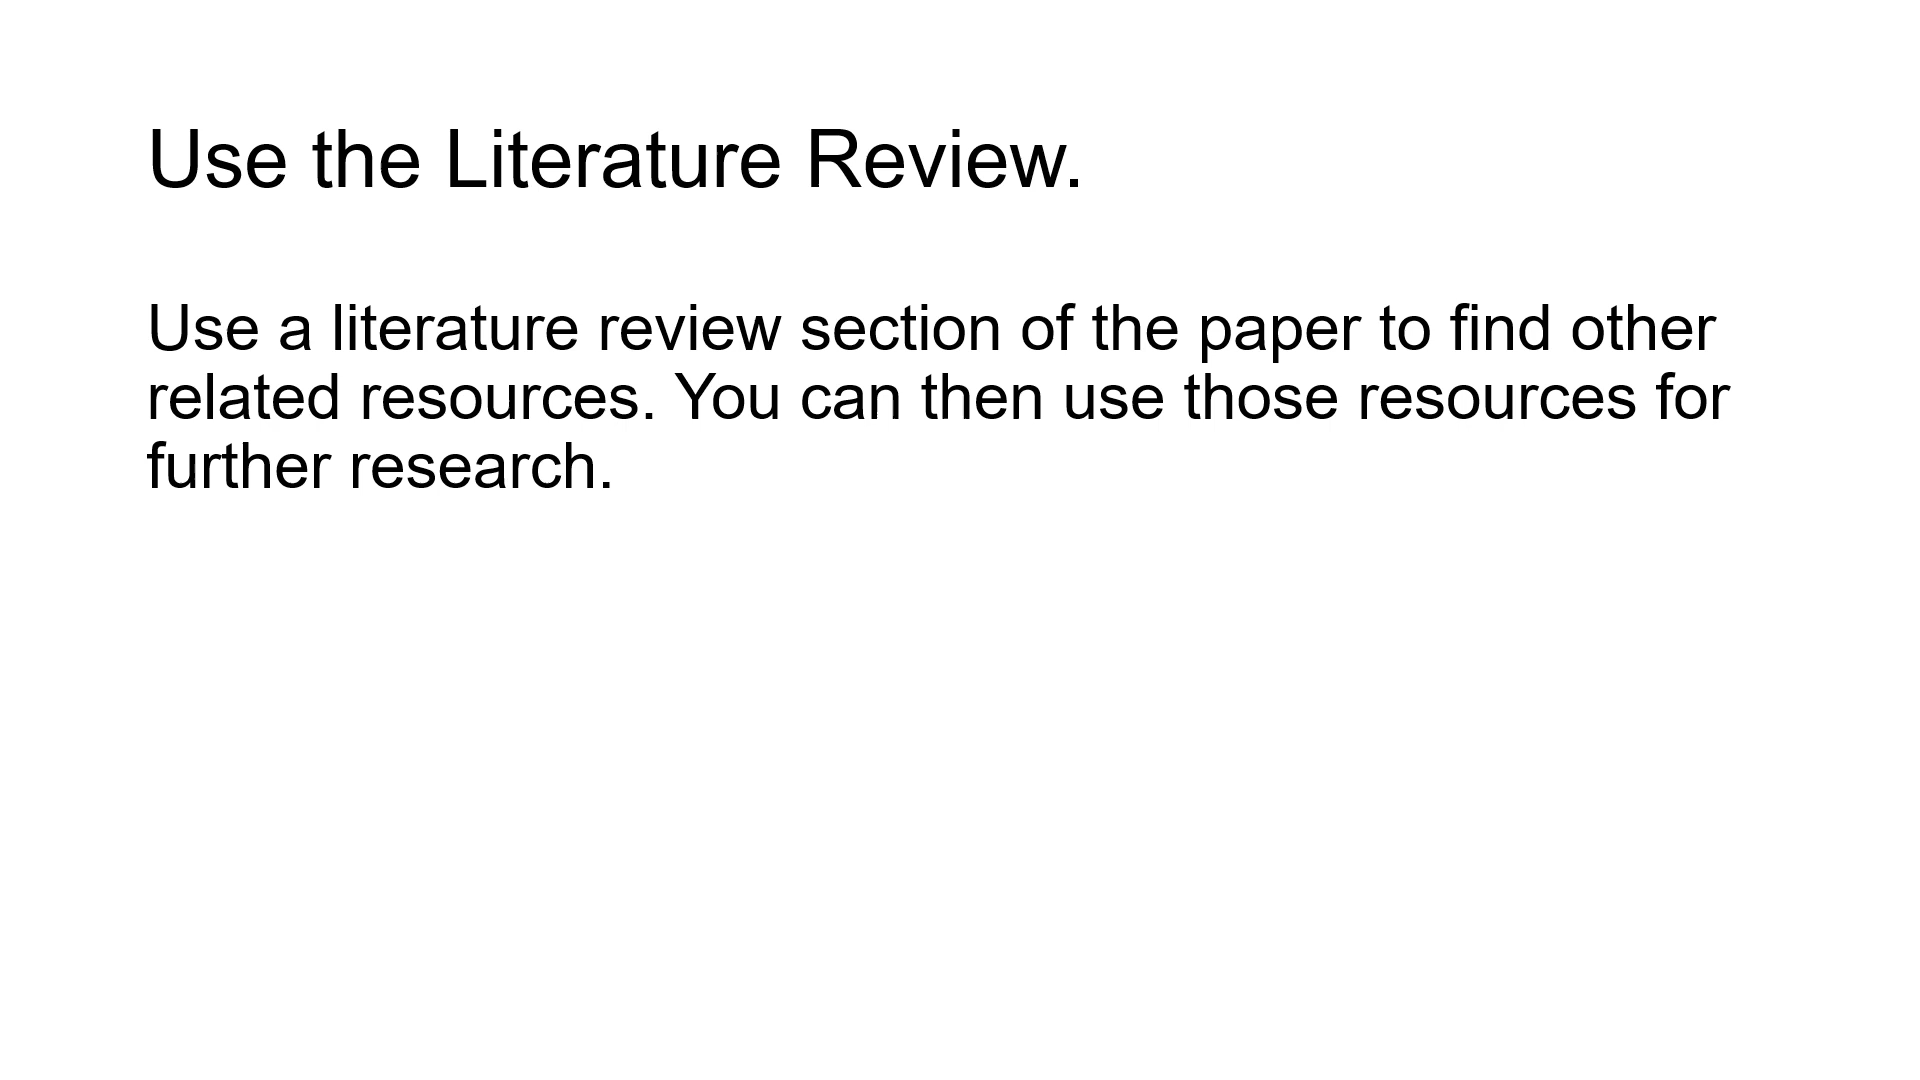 Use the Literature Review.
Use a literature review section of the paper to find other
related resources. You can then use those resources for
further research.